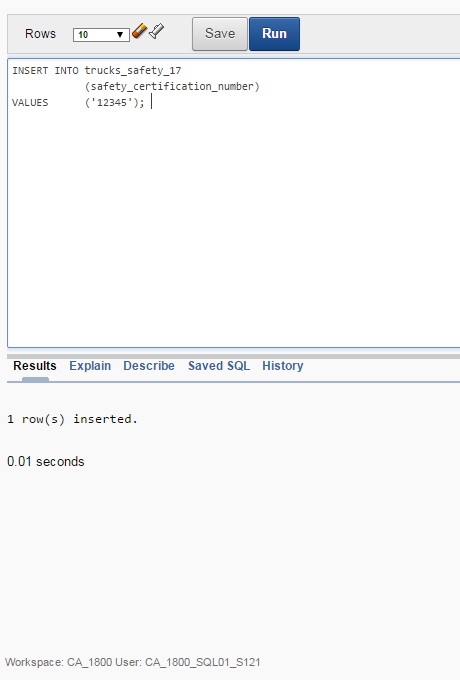 Rows 10 Save Run
INSERT INTO trucks_safety_17
(safety_certification_number)
VALUES ('12345');
Results Explain Describe Saved SQL History
1 row(s) inserted.
0.01 seconds
Workspace: CA_1800 User: CA_1800_SQL01_S121